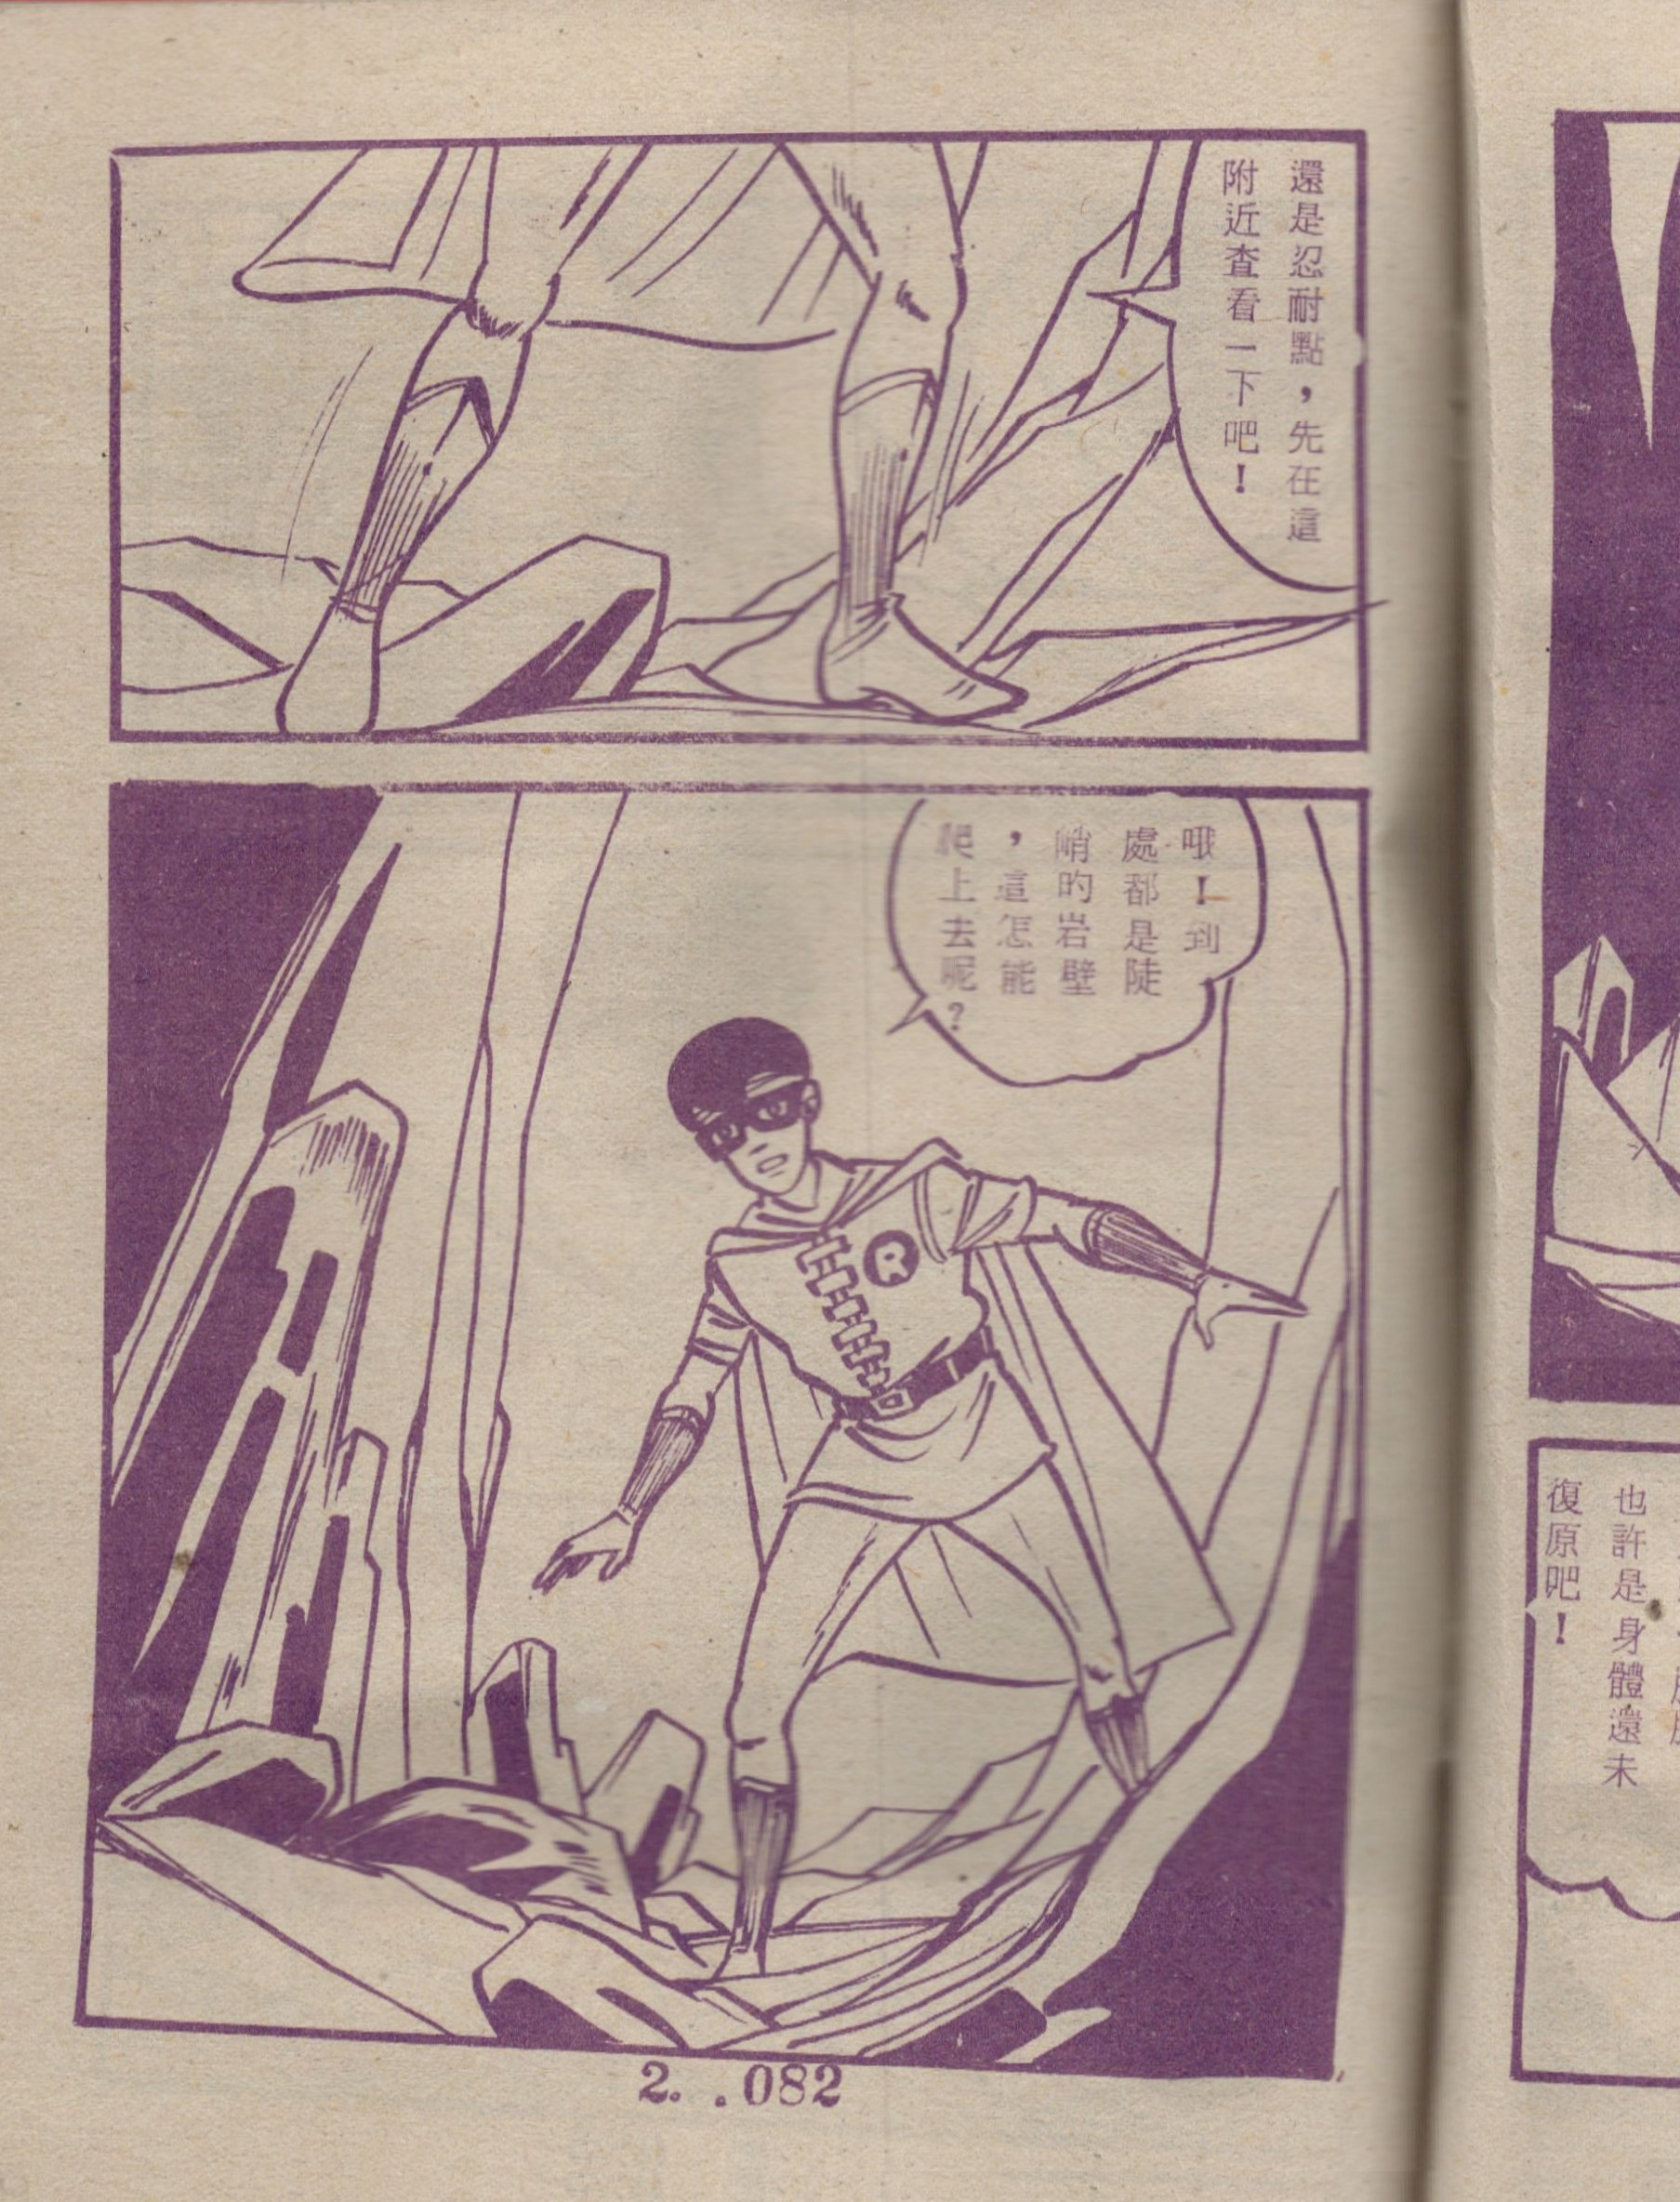 還是忍耐點，先在這
附近查看一下吧！
哦！到
處都是陡
峭的岩壁
，這怎能
爬上去呢？
R
2. .082
也許是身體還未
復原吧！